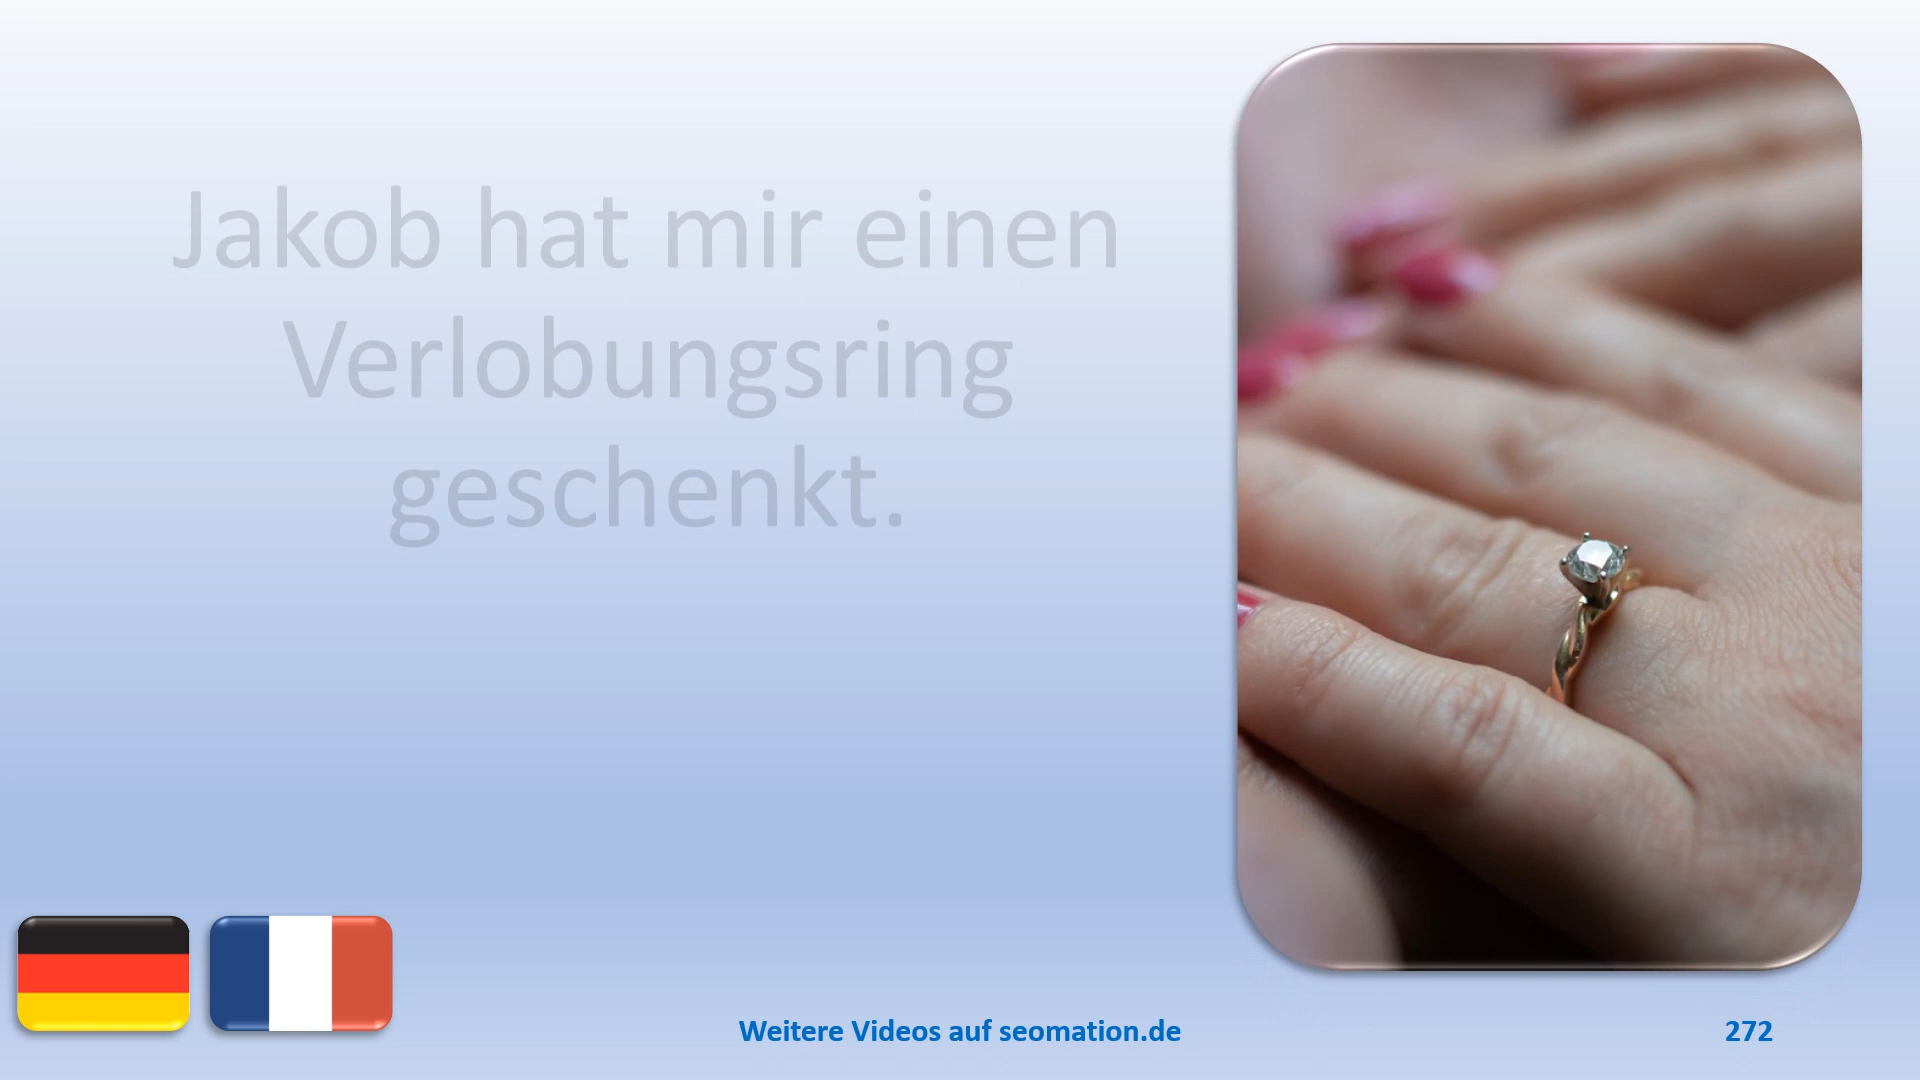 Jakob hat mir einen
Verlobungsring
geschenkt.
Weitere Videos auf seomation.de
272